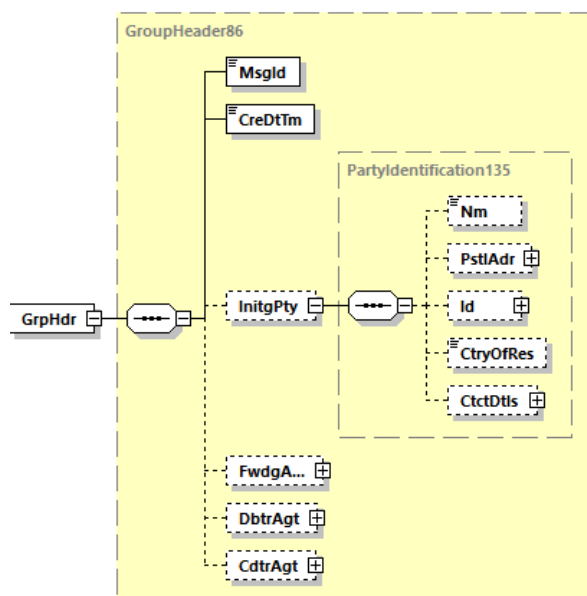 GroupHeader86
MsgId
CreDtTm
PartyIdentification135
Nm
PstlAdr
GrpHdr
InitgPty
Id
CtryOfRes
CtctDtls
FwdgA...
DbtrAgt
CdtrAgt